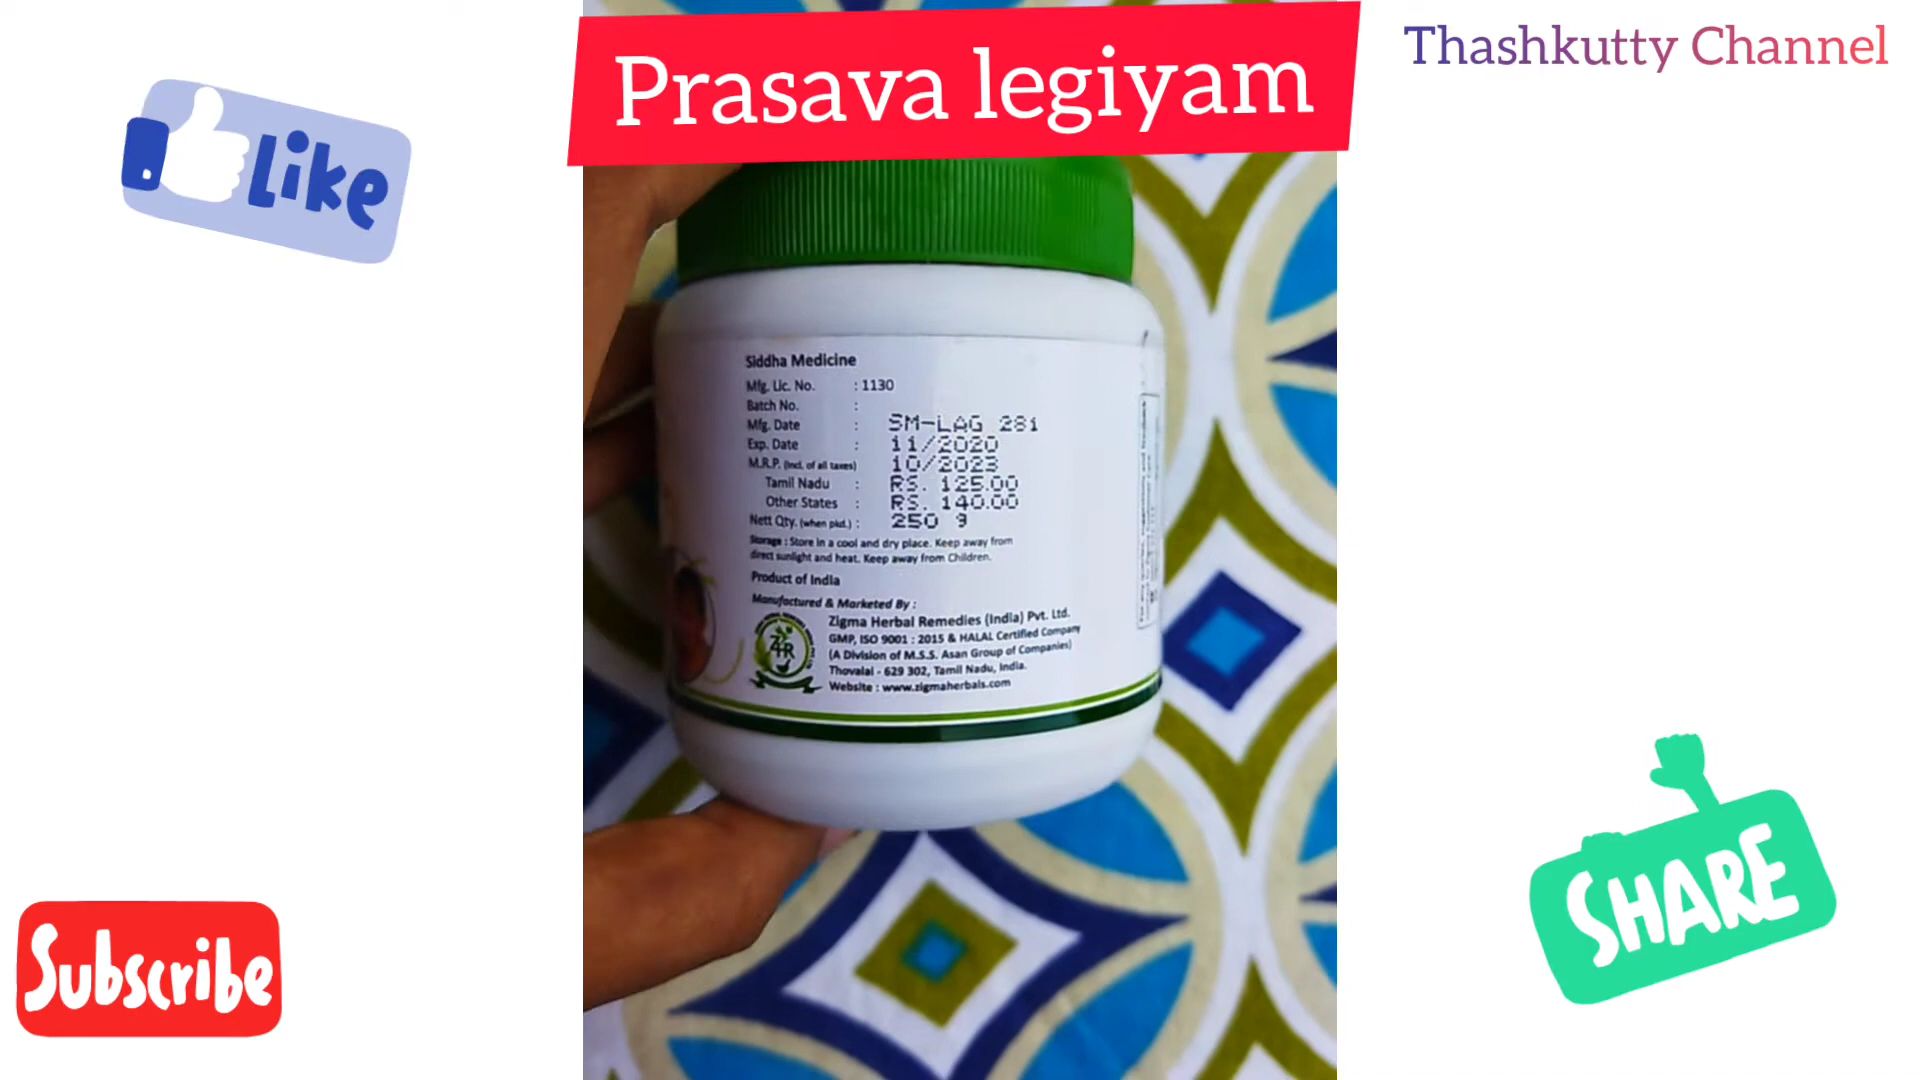 Prasava legiyam
Thashkutty Channel
Like
Siddha Medicine
Mfg. Lic. No. : 1130
Batch No. :
Mfg. Date : SM-LAG 281
Exp. Date : 11/2020
M.R.P. (Incl. of all taxes) 10/2023
Tamil Nadu : RS. 125.00
Other States : RS. 140.00
Nett Qty. (when pkd.) : 250 g
Storage : Store in a cool and dry place. Keep away from
direct sunlight and heat. Keep away from Children.
Product of India
Manufactured & Marketed By :
Zigma Herbal Remedies (India) Pvt. Ltd.
GMP, ISO 9001 : 2015 & HALAL Certified Company
(A Division of M.S.S. Asan Group of Companies)
Thovalai - 629 302, Tamil Nadu, India.
Website : www.zigmaherbals.com
ZHR
Subscribe
SHARE